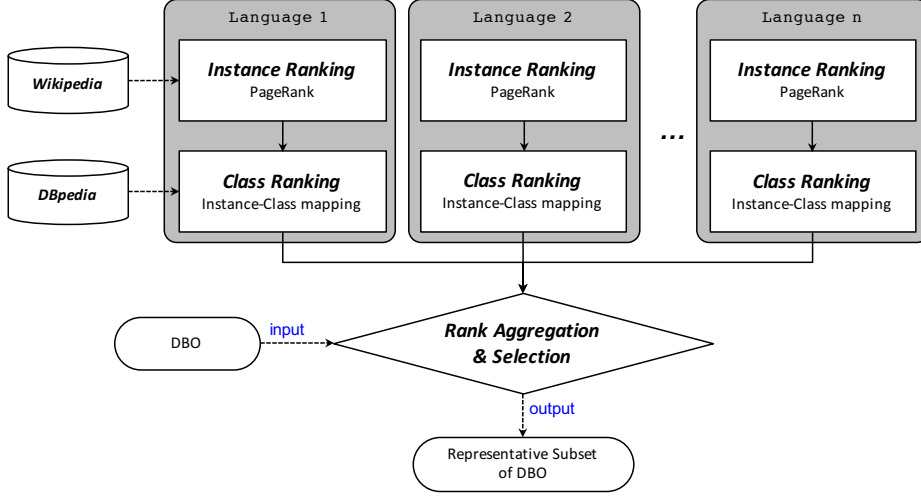 Language 1
Language 2
Language n
Instance Ranking
PageRank
Instance Ranking
PageRank
Instance Ranking
PageRank
Wikipedia
...
Class Ranking
Instance-Class mapping
Class Ranking
Instance-Class mapping
Class Ranking
Instance-Class mapping
DBpedia
input
DBO
Rank Aggregation
& Selection
output
Representative Subset
of DBO